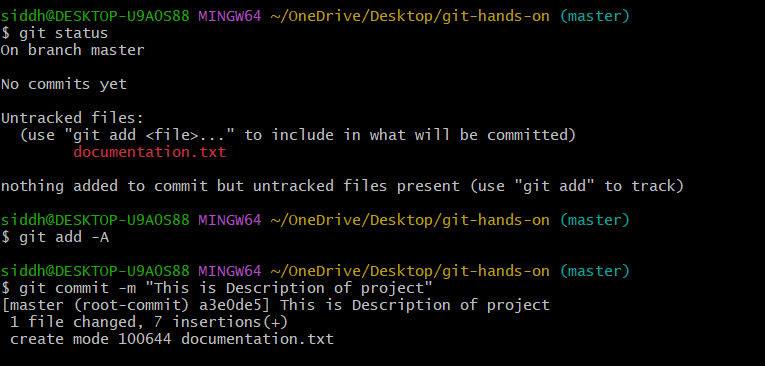 siddh@DESKTOP-U9A0S88 MINGW64 ~/OneDrive/Desktop/git-hands-on (master)
$ git status
On branch master

No commits yet

Untracked files:
  (use "git add <file>..." to include in what will be committed)
        documentation.txt

nothing added to commit but untracked files present (use "git add" to track)

siddh@DESKTOP-U9A0S88 MINGW64 ~/OneDrive/Desktop/git-hands-on (master)
$ git add -A

siddh@DESKTOP-U9A0S88 MINGW64 ~/OneDrive/Desktop/git-hands-on (master)
$ git commit -m "This is Description of project"
[master (root-commit) a3e0de5] This is Description of project
 1 file changed, 7 insertions(+)
 create mode 100644 documentation.txt